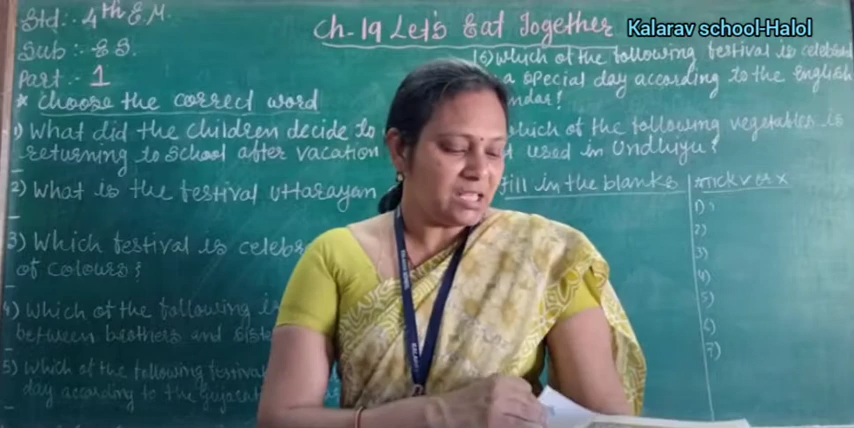 Std :- 4th E.M.
Sub :- E.S.
Part :- 1
Ch-19 Let's Eat Together
Kalarav school-Halol
* Choose the correct word
1) What did the children decide to
returning to school after vacation
2) What is the festival Uttarayan
3) Which festival is celebr
of colours?
4) Which of the following is
between brothers and siste
5) Which of the following festival
day according to the Gujarat
6) Which of the following festival is celebrated
a special day according to the English
ndar?
which of the following vegetables is
used in Undhiyu?
Fill in the blanks
Tick ✓ or X
1)
2)
3)
4)
5)
6)
7)